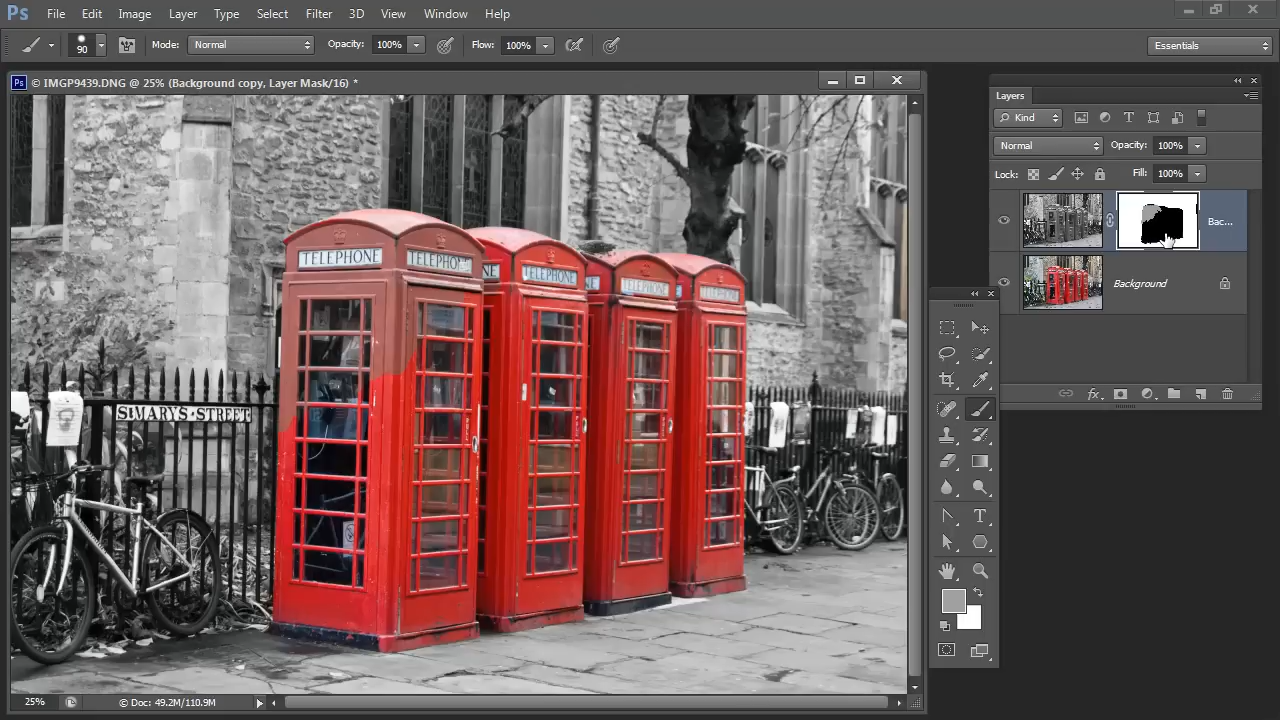 Ps File Edit Image Layer Type Select Filter 3D View Window Help
90 Mode: Normal Opacity: 100% Flow: 100% Essentials
Ps © IMGP9439.DNG @ 25% (Background copy, Layer Mask/16) *
Layers
Kind
Normal Opacity: 100%
Lock: Fill: 100%
Bac...
Background
TELEPHONE TELEPHONE TELEPHONE TELEPHONE TELEPHONE
St MARYS·STREET
25% © Doc: 49.2M/110.9M